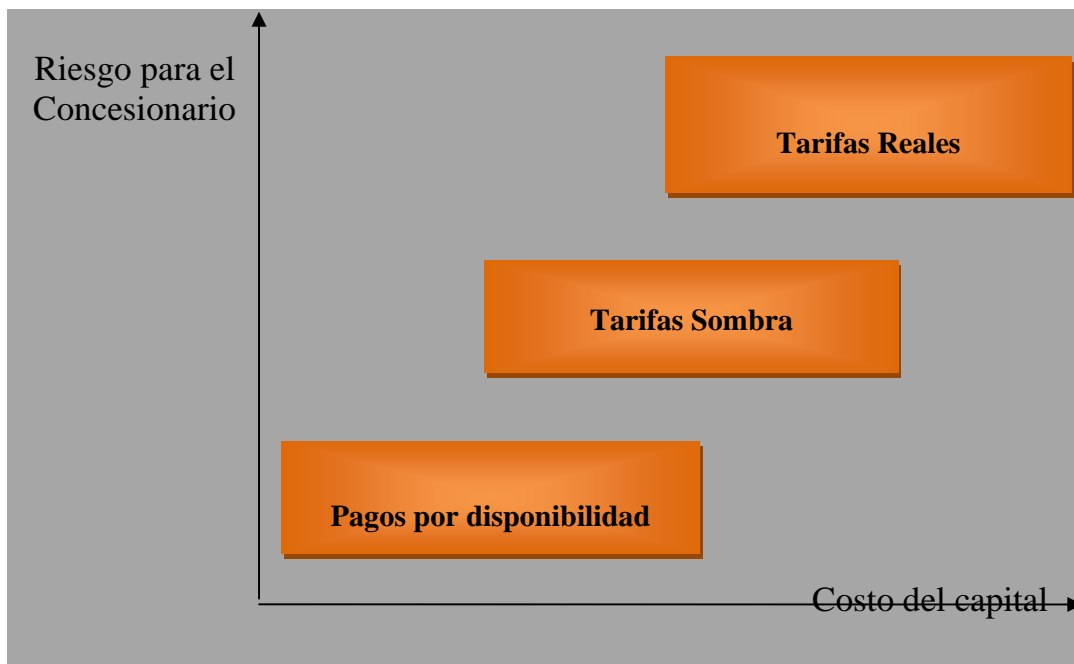 Riesgo para el
Concesionario
Tarifas Reales
Tarifas Sombra
Pagos por disponibilidad
Costo del capital